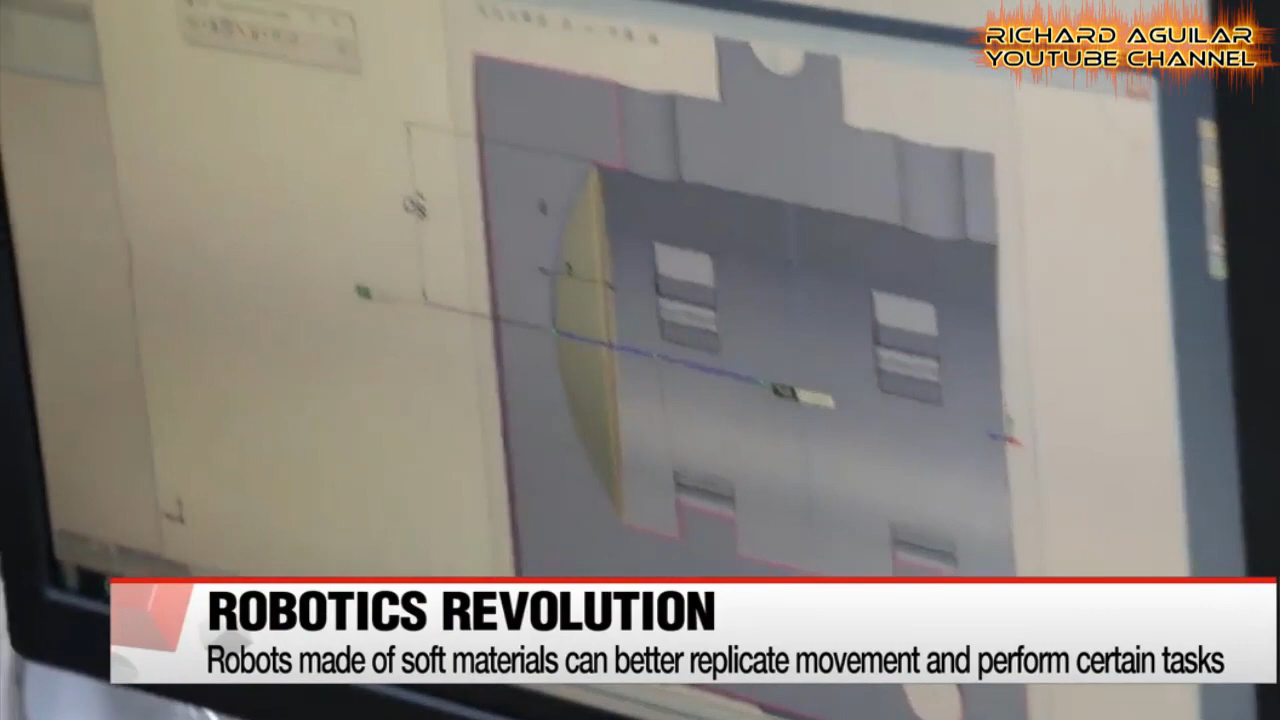 RICHARD AGUILAR
YOUTUBE CHANNEL
ROBOTICS REVOLUTION
Robots made of soft materials can better replicate movement and perform certain tasks